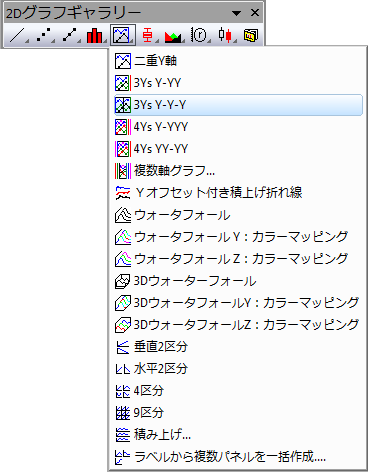 2Dグラフギャラリー
二重Y軸
3Ys Y-YY
3Ys Y-Y-Y
4Ys Y-YYY
4Ys YY-YY
複数軸グラフ...
Ｙオフセット付き積上げ折れ線
ウォータフォール
ウォータフォールＹ：カラーマッピング
ウォータフォールＺ：カラーマッピング
3Dウォーターフォール
3DウォータフォールY：カラーマッピング
3DウォータフォールZ：カラーマッピング
垂直2区分
水平2区分
4区分
9区分
積み上げ...
ラベルから複数パネルを一括作成....